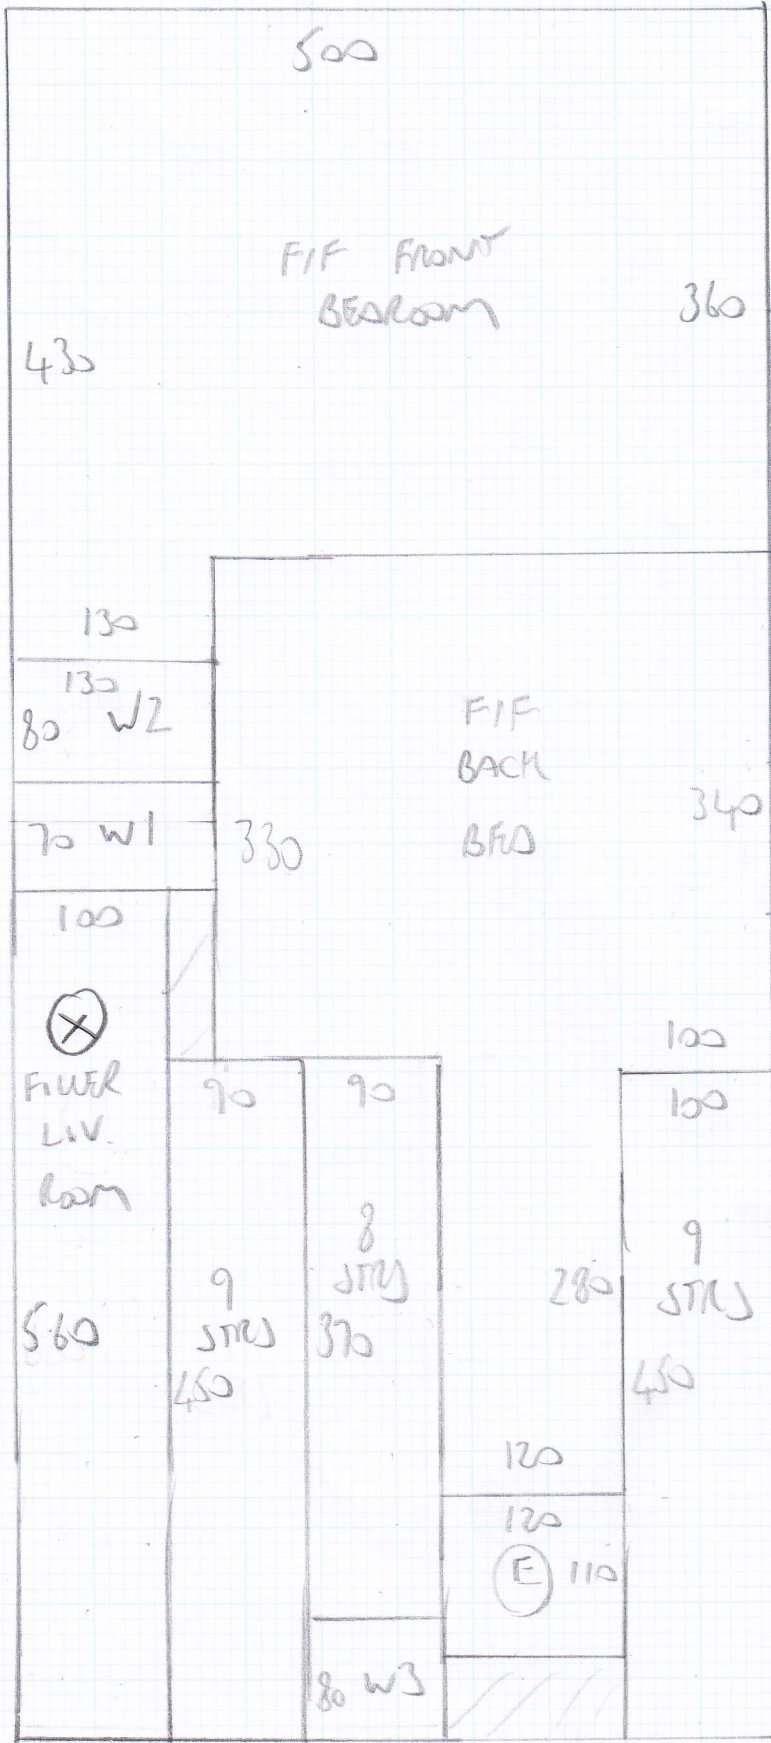 500
F/F FRONT
BEDROOM
360
430
130
130
80 W2
F/F
BACK
BED
340
70 W1
330
100
X
FILLER
LIV.
ROOM
560
90
9
STRS
450
90
8
STRS
370
80 W3
280
120
120
E 110
100
100
9
STRS
450